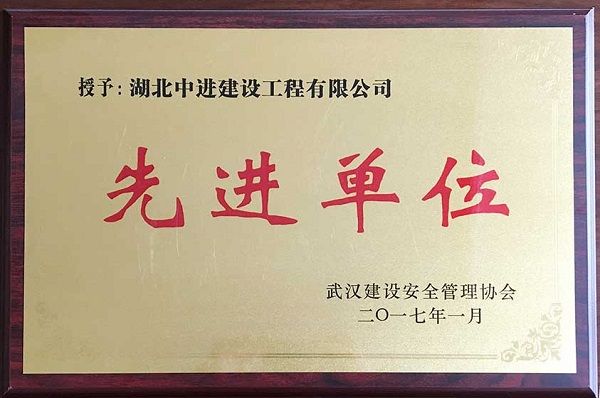 授予：湖北中进建设工程有限公司
先进单位
武汉建设安全管理协会
二〇一七年一月